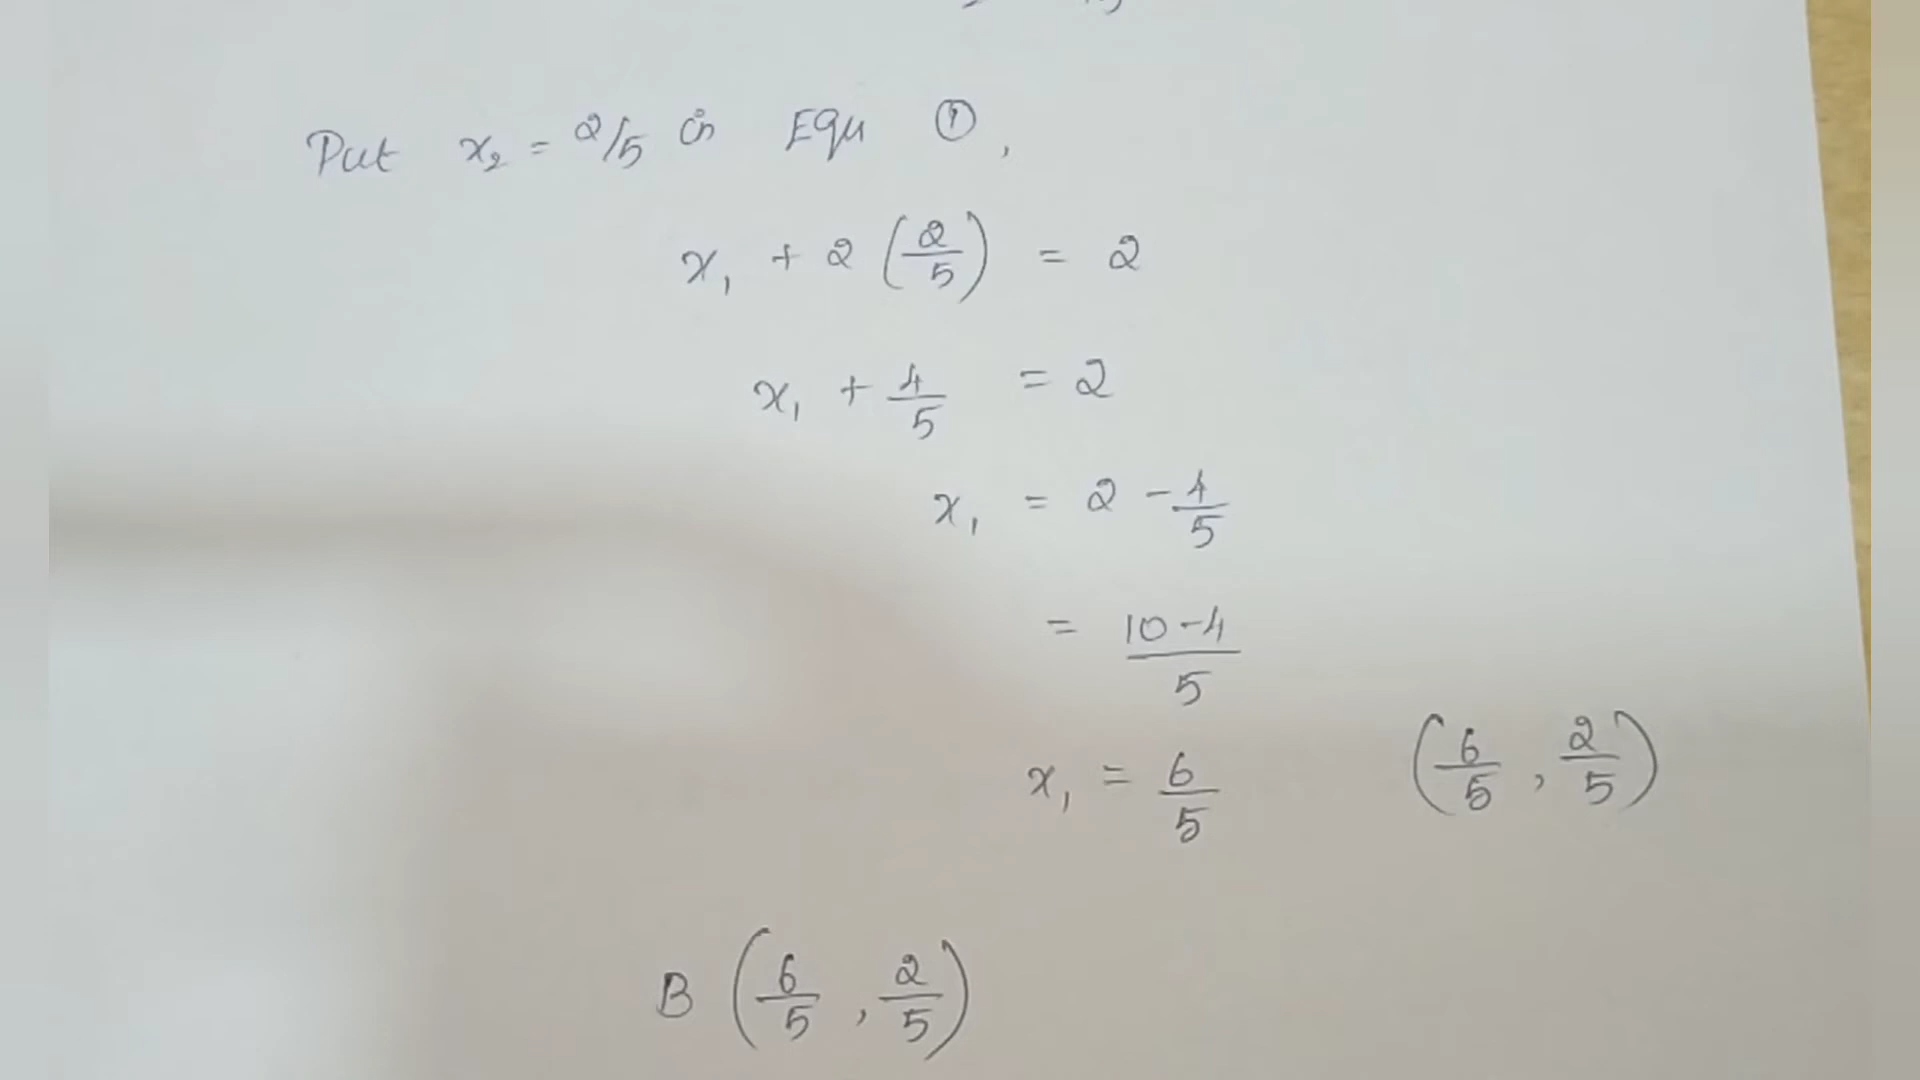 Put x₂ = 2/5 in Equ ①,
x₁ + 2 (2/5) = 2
x₁ + 4/5 = 2
x₁ = 2 - 4/5
= 10-4/5
x₁ = 6/5 (6/5, 2/5)
B (6/5, 2/5)